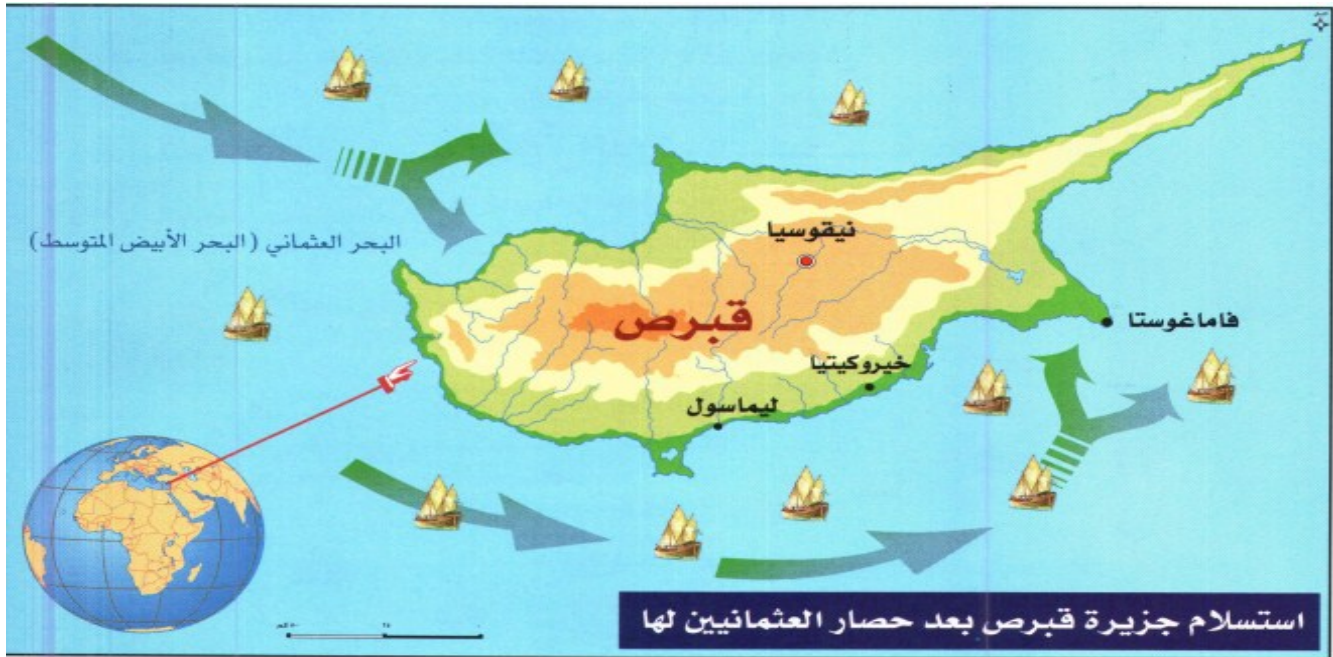 البحر العثماني (البحر الأبيض المتوسط)
نيقوسيا
قبرص
فاماغوستا
خيروكيتيا
ليماسول
استسلام جزيرة قبرص بعد حصار العثمانيين لها